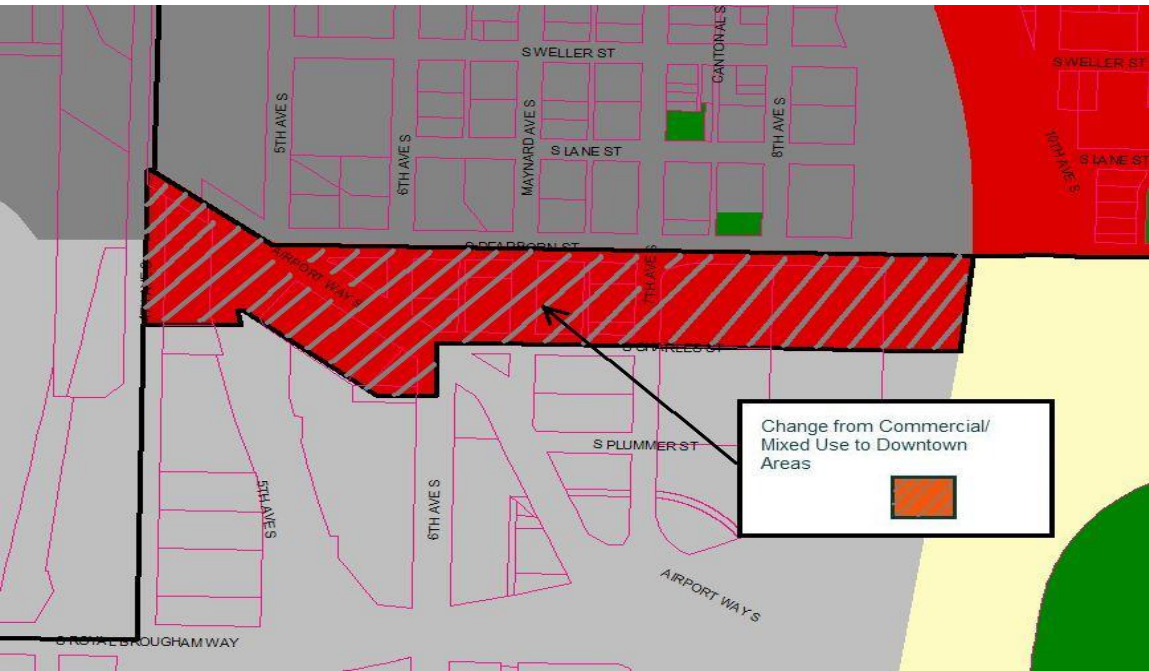 S WELLER ST
CANTON AL S
S WELLER ST
5TH AVE S
6TH AVE S
MAYNARD AVE S
S LANE ST
8TH AVE S
10TH AVE S
S LANE ST
S DEARBORN ST
AIRPORT WAY S
7TH AVE S
S CHARLES ST
Change from Commercial/
Mixed Use to Downtown
Areas
S PLUMMER ST
5TH AVE S
6TH AVE S
AIRPORT WAY S
S ROYAL BROUGHAM WAY